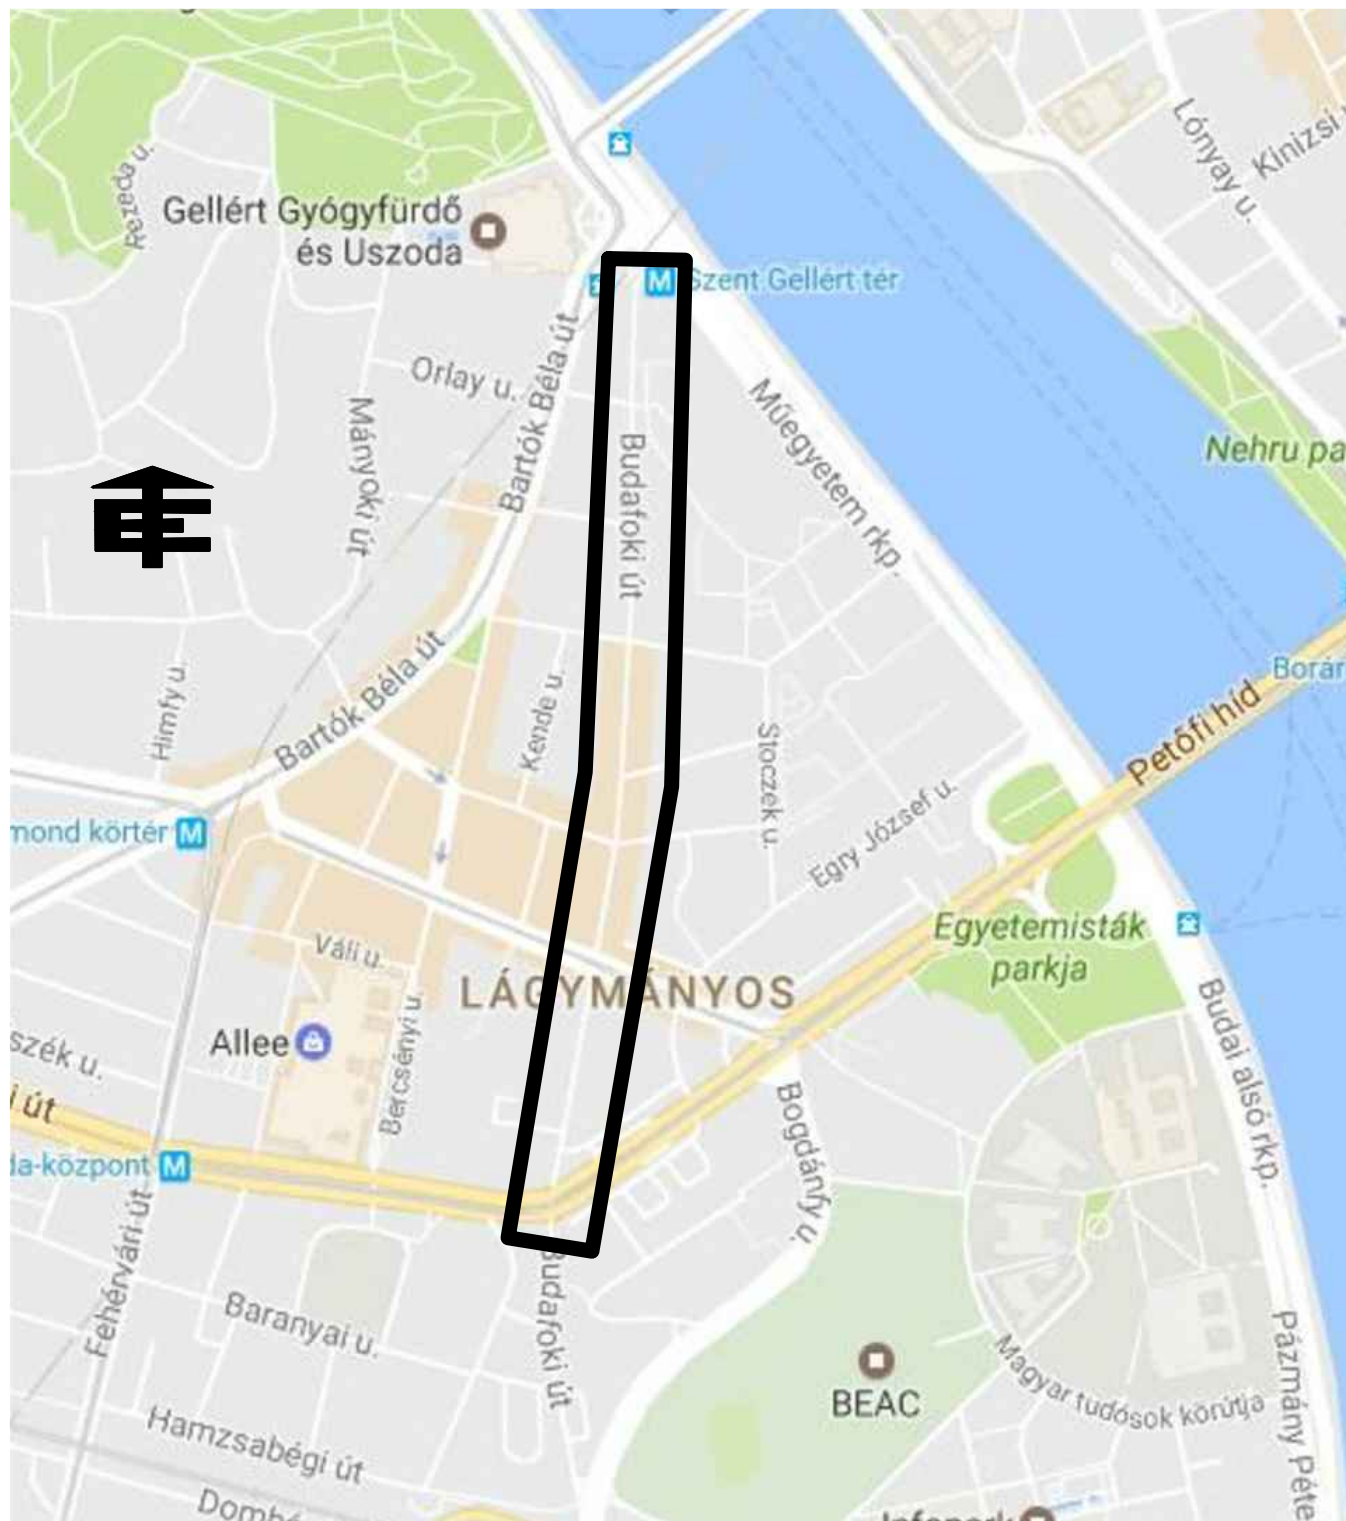 Lónyay u.
Kinizsi
Rezeda u.
Gellért Gyógyfürdő
és Uszoda
M
Szent Gellért tér
Bartók Béla út
Orlay u.
Mányoki út
Budafoki út
Műegyetem rkp.
Nehru pa
É
Borár
Petőfi híd
Himfy u.
Bartók Béla út
Kende u.
Stoczek u.
mond körtér M
Egry József u.
Egyetemisták
parkja
Váli u.
LÁGYMÁNYOS
Budai alsó rkp.
Allee
Bercsényi u.
szék u.
i út
Bogdánfy u.
la-központ M
Fehérvári út
Budafoki út
Baranyai u.
BEAC
Magyar tudósok körútja
Pázmány Péte
Hamzsabégi út
Infopark